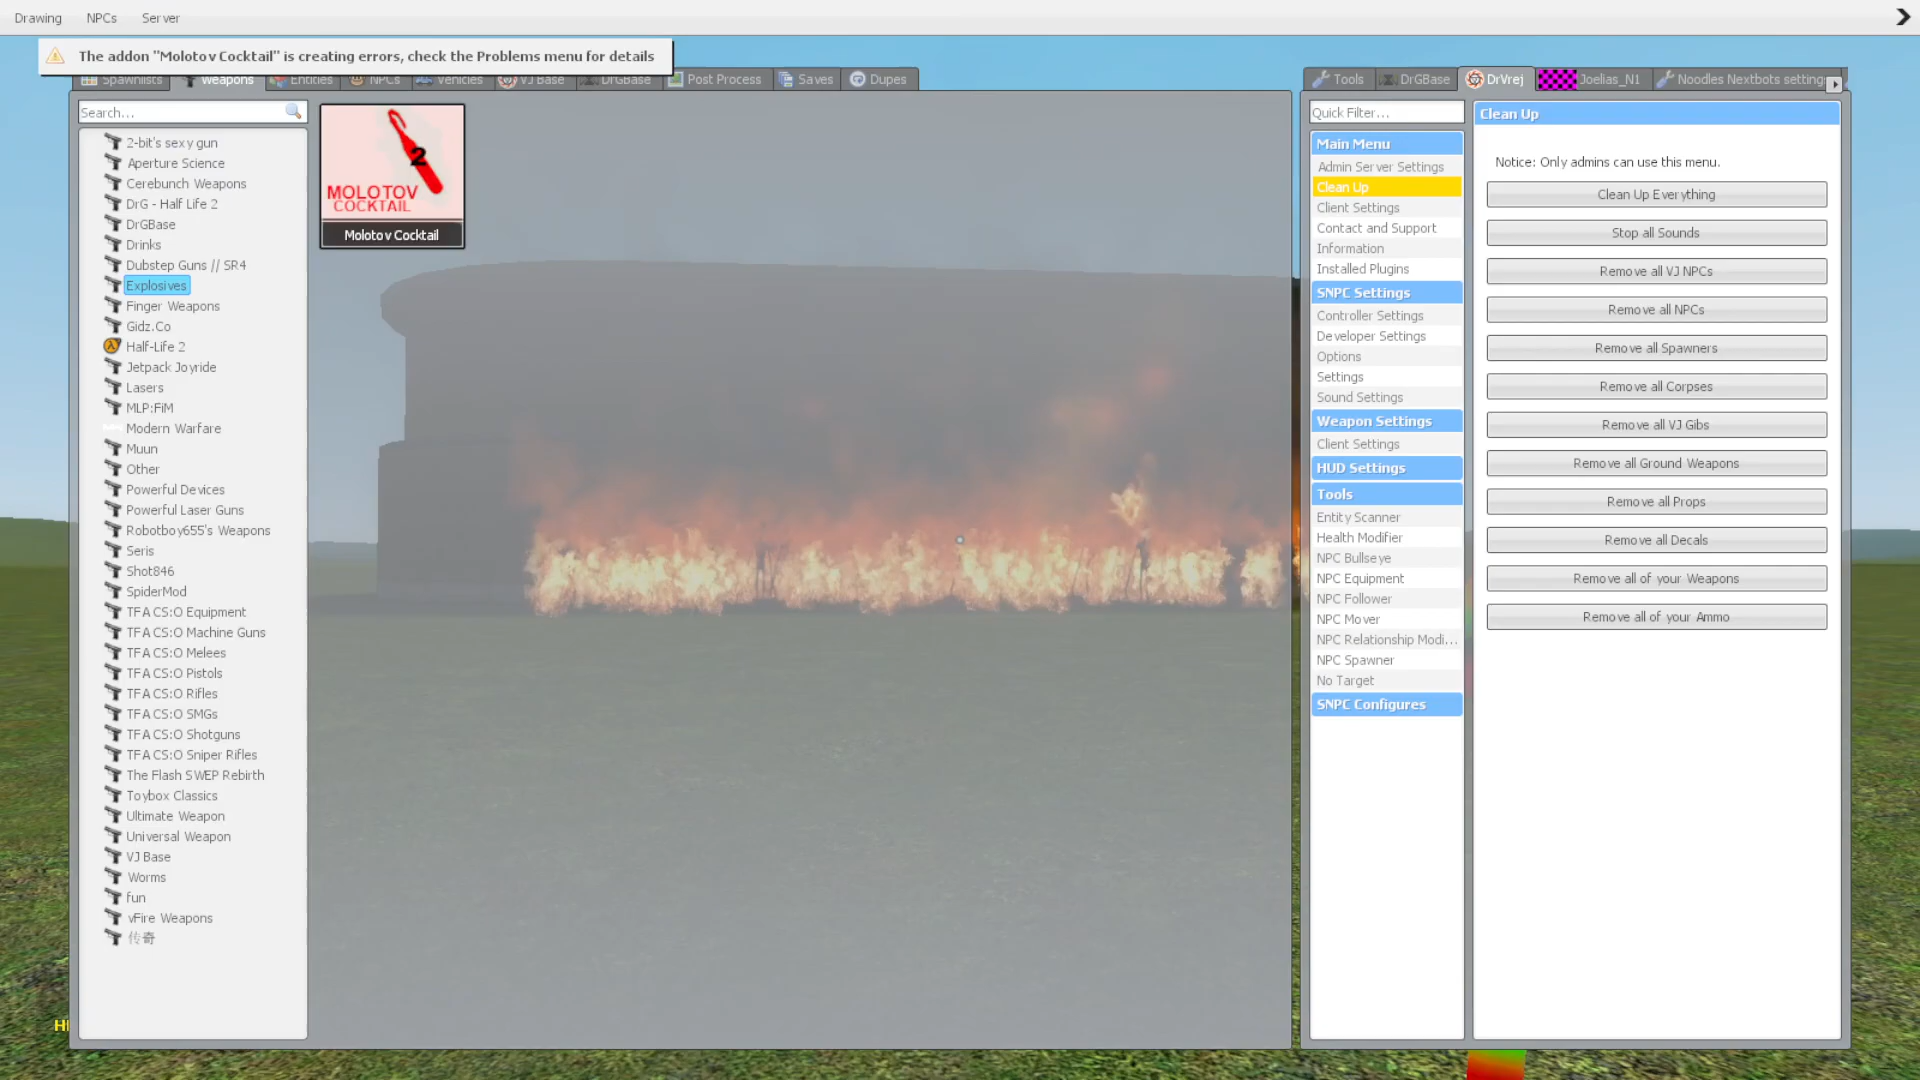 Drawing NPCs Server
The addon "Molotov Cocktail" is creating errors, check the Problems menu for details
Spawnlists Weapons Entities NPCs Vehicles VJ Base DrGBase Post Process Saves Dupes
Tools DrGBase DrVrej Joelias_N1 Noodles Nextbots setting
Search...
2-bit's sexy gun
Aperture Science
Cerebunch Weapons
DrG - Half Life 2
DrGBase
Drinks
Dubstep Guns // SR4
Explosives
Finger Weapons
Gidz.Co
Half-Life 2
Jetpack Joyride
Lasers
MLP:FiM
Modern Warfare
Muun
Other
Powerful Devices
Powerful Laser Guns
Robotboy655's Weapons
Seris
Shot846
SpiderMod
TFA CS:O Equipment
TFA CS:O Machine Guns
TFA CS:O Melees
TFA CS:O Pistols
TFA CS:O Rifles
TFA CS:O SMGs
TFA CS:O Shotguns
TFA CS:O Sniper Rifles
The Flash SWEP Rebirth
Toybox Classics
Ultimate Weapon
Universal Weapon
VJ Base
Worms
fun
vFire Weapons
传奇
2
MOLOTOV
COCKTAIL
Molotov Cocktail
Quick Filter...
Main Menu
Admin Server Settings
Clean Up
Client Settings
Contact and Support
Information
Installed Plugins
SNPC Settings
Controller Settings
Developer Settings
Options
Settings
Sound Settings
Weapon Settings
Client Settings
HUD Settings
Tools
Entity Scanner
Health Modifier
NPC Bullseye
NPC Equipment
NPC Follower
NPC Mover
NPC Relationship Modi...
NPC Spawner
No Target
SNPC Configures
Clean Up
Notice: Only admins can use this menu.
Clean Up Everything
Stop all Sounds
Remove all VJ NPCs
Remove all NPCs
Remove all Spawners
Remove all Corpses
Remove all VJ Gibs
Remove all Ground Weapons
Remove all Props
Remove all Decals
Remove all of your Weapons
Remove all of your Ammo